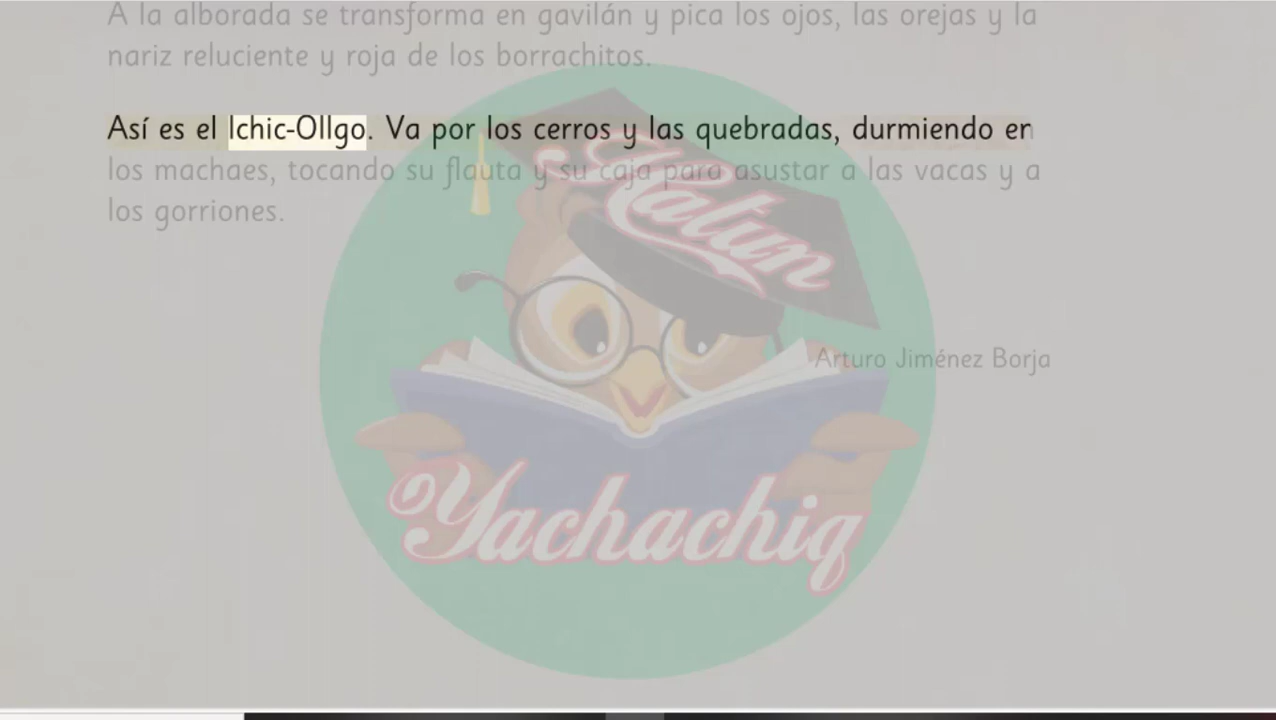 A la alborada se transforma en gavilán y pica los ojos, las orejas y la
nariz reluciente y roja de los borrachitos.
Así es el Ichic-Ollgo. Va por los cerros y las quebradas, durmiendo en
los machaes, tocando su flauta y su caja para asustar a las vacas y a
los gorriones.
Hatun
Arturo Jiménez Borja
Yachachiq